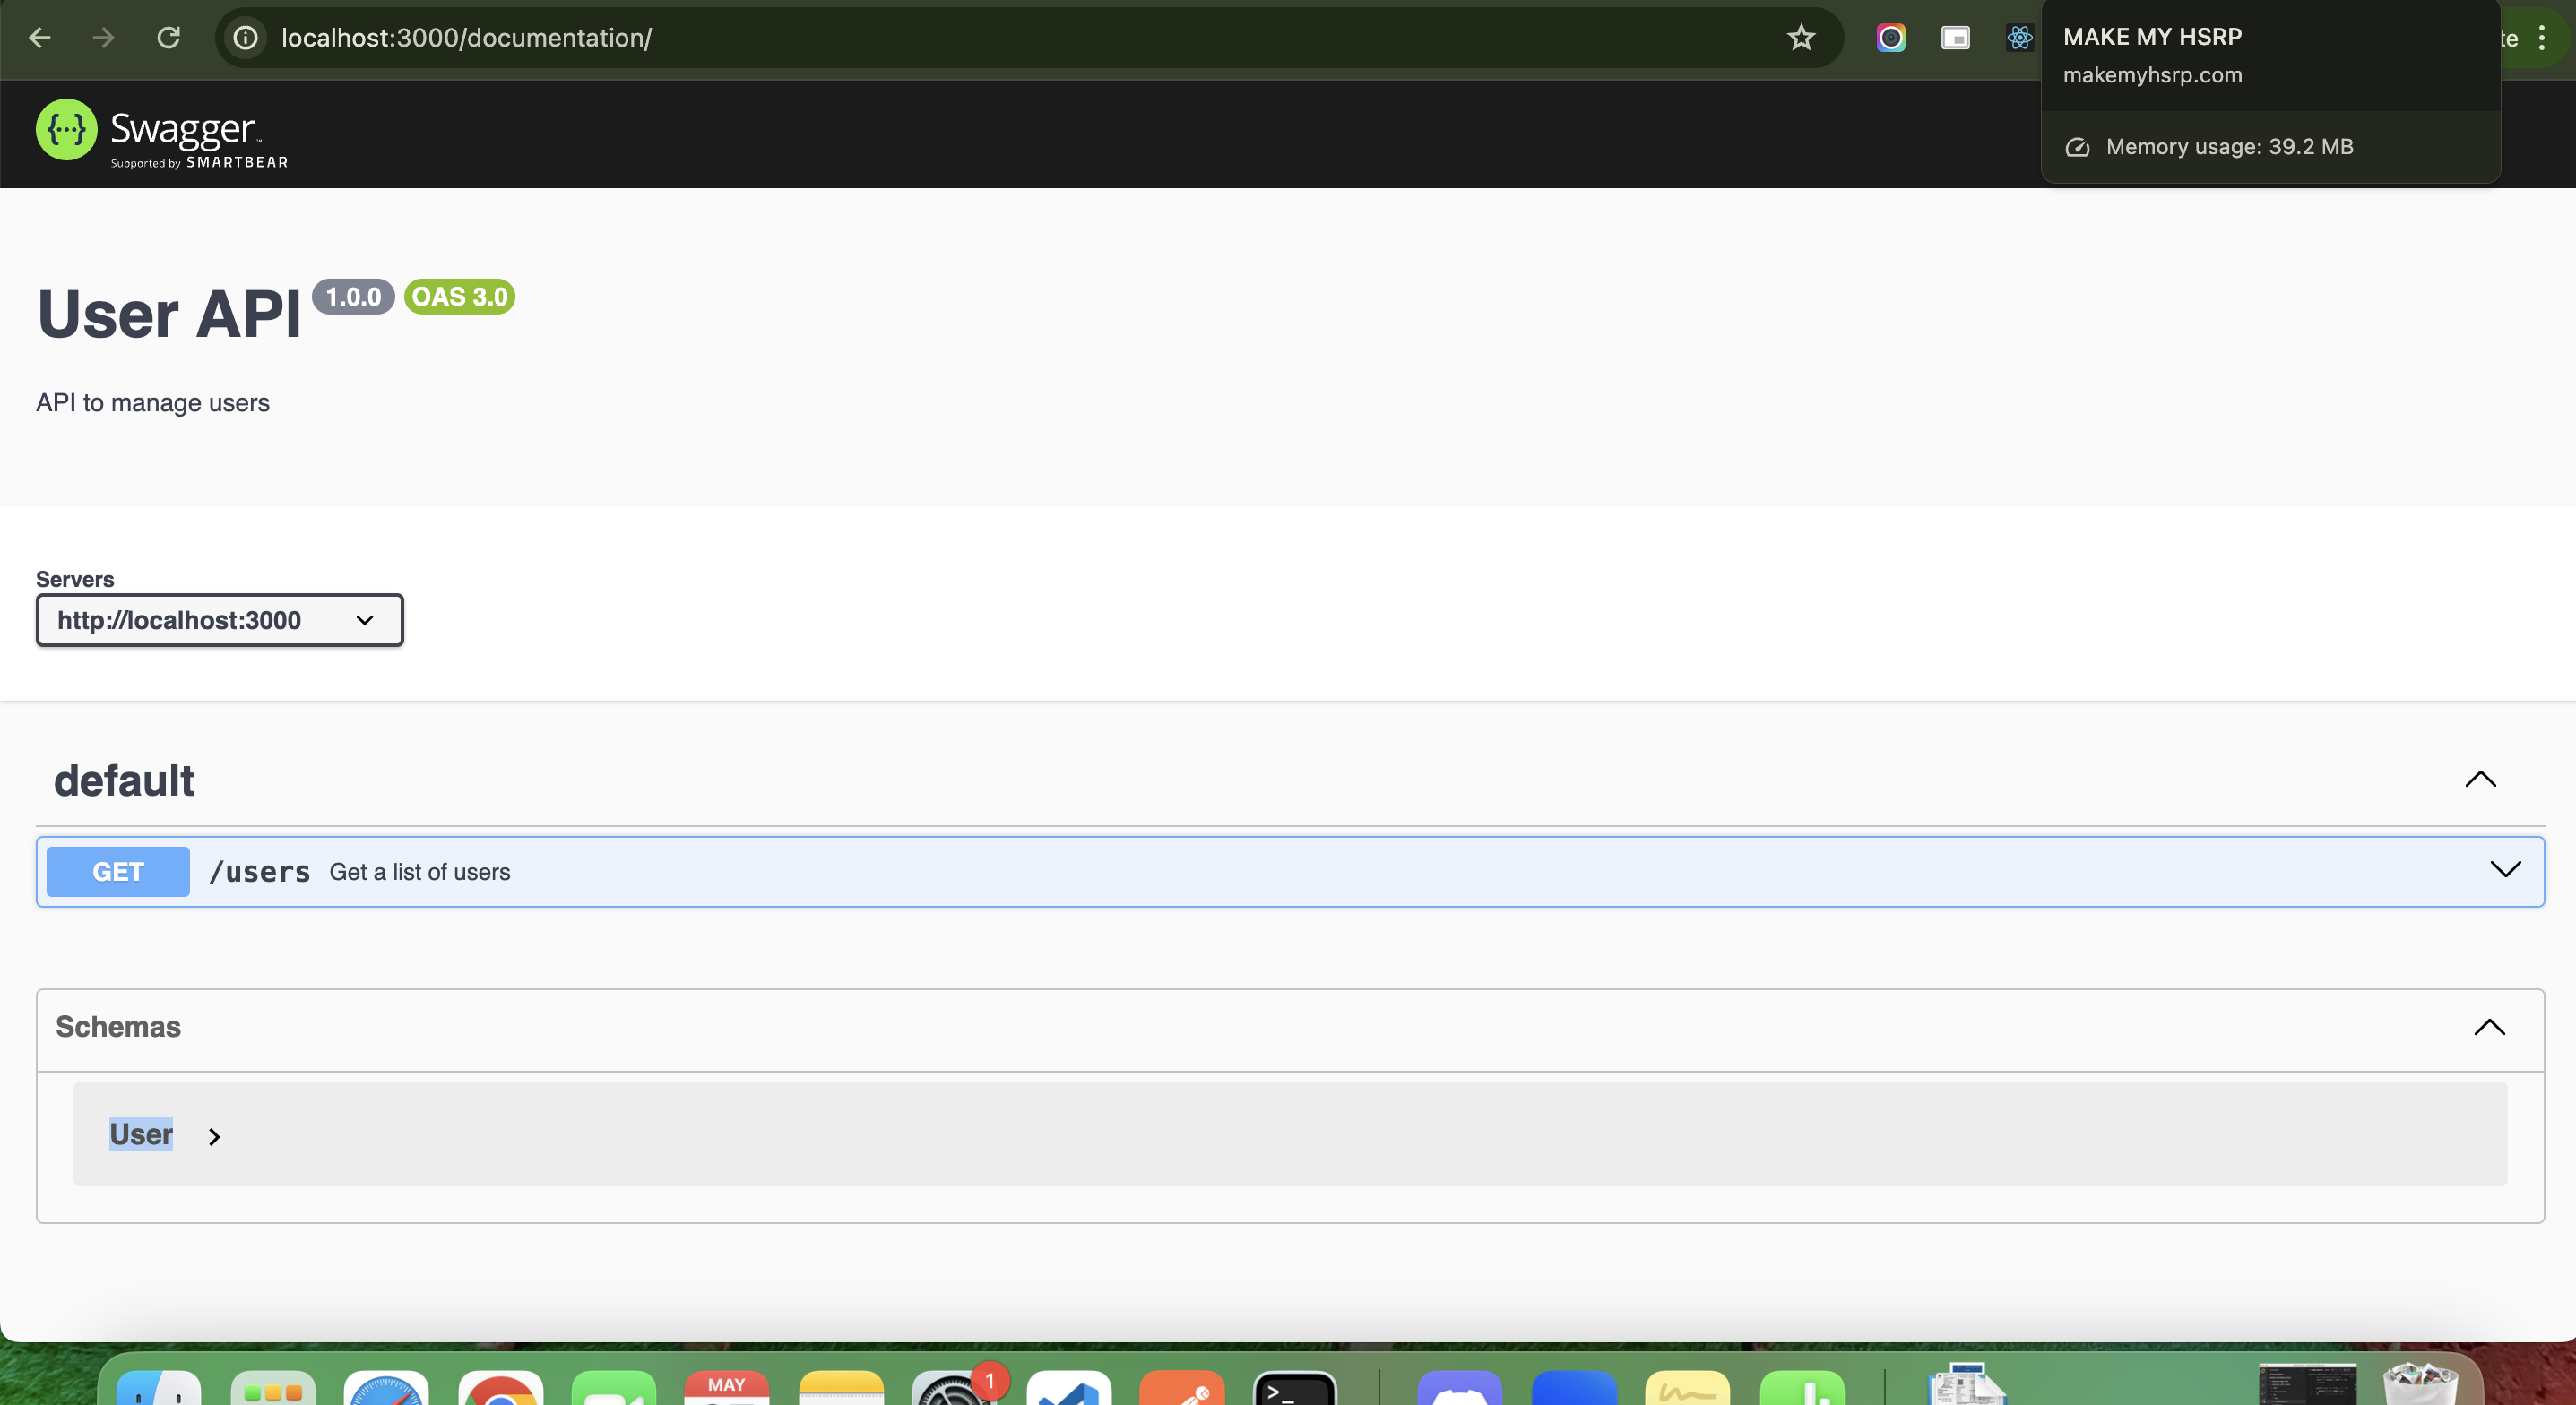 localhost:3000/documentation/
MAKE MY HSRP
te
makemyhsrp.com
Memory usage: 39.2 MB
{···} Swagger™
Supported by SMARTBEAR
User API 1.0.0 OAS 3.0
API to manage users
Servers
http://localhost:3000
default
GET /users Get a list of users
Schemas
User
MAY
1
>_